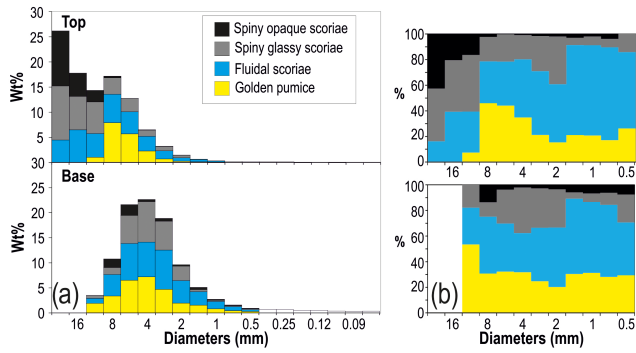 30
Top
25
20
Wt%
15
10
5
30
Spiny opaque scoriae
Spiny glassy scoriae
Fluidal scoriae
Golden pumice
Base
25
20
Wt%
15
10
5
0
(a)
16 8 4 2 1 0.5 0.25 0.12 0.09
Diameters (mm)
100
80
60
%
40
20
0
16 8 4 2 1 0.5
100
80
60
%
40
20
0
(b)
16 8 4 2 1 0.5
Diameters (mm)